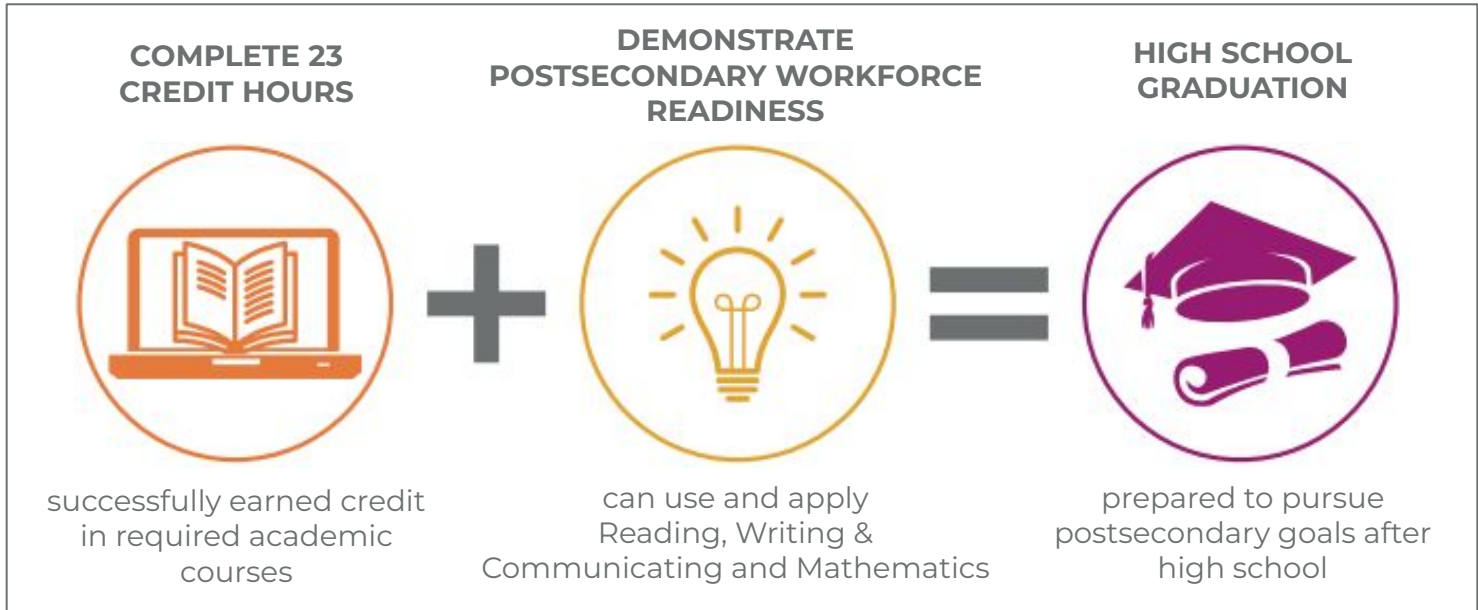 COMPLETE 23
CREDIT HOURS
successfully earned credit
in required academic
courses
DEMONSTRATE
POSTSECONDARY WORKFORCE
READINESS
can use and apply
Reading, Writing &
Communicating and Mathematics
HIGH SCHOOL
GRADUATION
prepared to pursue
postsecondary goals after
high school